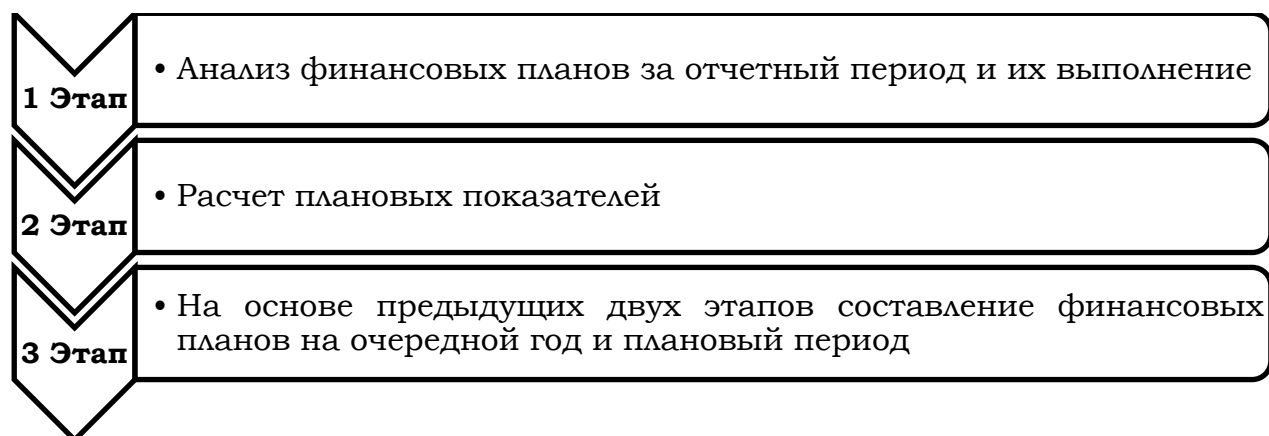 1 Этап
• Анализ финансовых планов за отчетный период и их выполнение
2 Этап
• Расчет плановых показателей
3 Этап
• На основе предыдущих двух этапов составление финансовых
планов на очередной год и плановый период